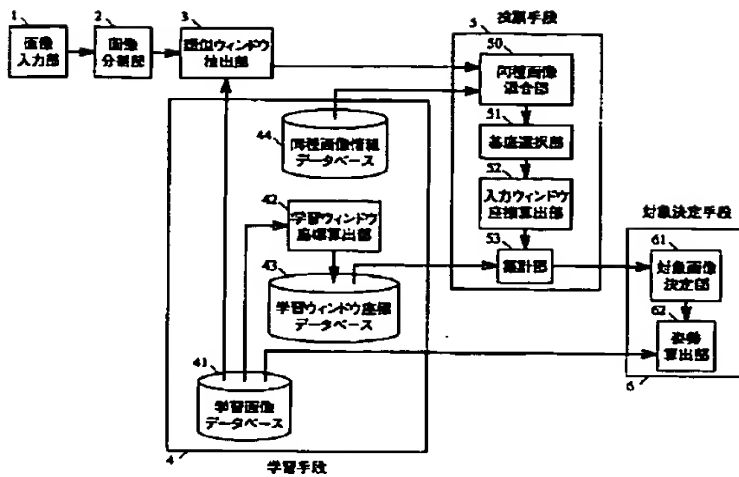 1
画像
入力部
2
画像
分割部
3
類似ウィンドウ
抽出部
投票手段
5
50
同種画像
統合部
51
基底選択部
52
入力ウィンドウ
座標算出部
53
集計部
44
同種画像情報
データベース
42
学習ウィンドウ
座標算出部
43
学習ウィンドウ座標
データベース
41
学習画像
データベース
4
学習手段
対象決定手段
61
対象画像
決定部
62
姿勢
算出部
6